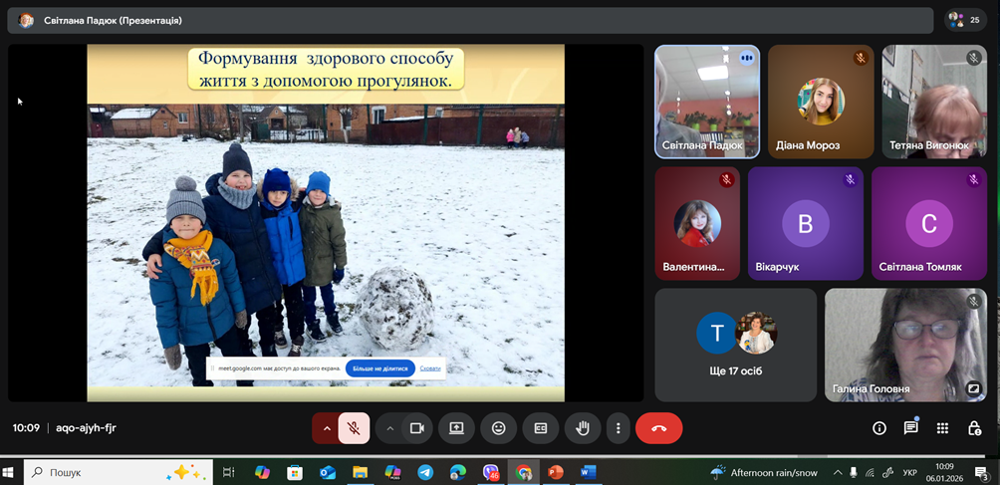 Світлана Падюк (Презентація)
25
Формування здорового способу
життя з допомогою прогулянок.
meet.google.com має доступ до вашого екрана.
Більше не ділитися
Сховати
Світлана Падюк
Діана Мороз
Тетяна Вигонюк
Валентина...
В
Вікарчук
С
Світлана Томляк
Т
Ще 17 осіб
Галина Головня
10:09 | aqo-ajyh-fjr
Пошук
46
Afternoon rain/snow
УКР
10:09
06.01.2026
3